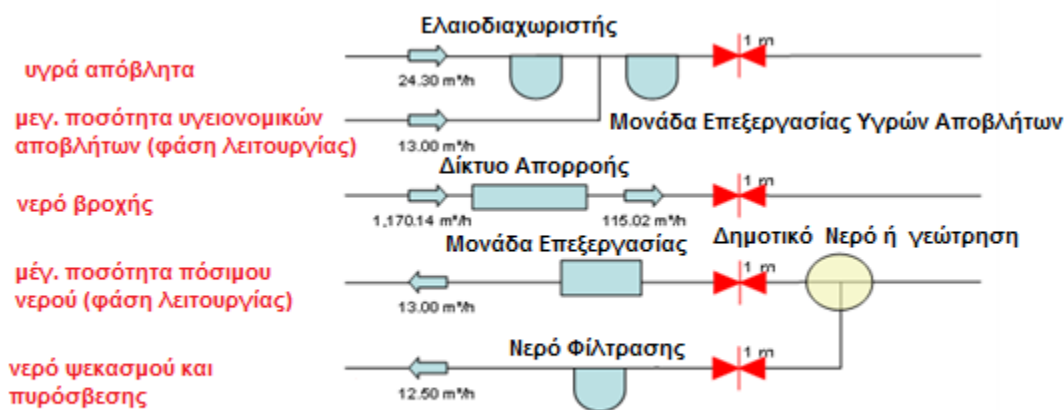 Ελαιοδιαχωριστής
1 m
υγρά απόβλητα
24.30 m³/h
μεγ. ποσότητα υγειονομικών
αποβλήτων (φάση λειτουργίας)
13.00 m³/h
Μονάδα Επεξεργασίας Υγρών Αποβλήτων
Δίκτυο Απορροής
1 m
νερό βροχής
1,170.14 m³/h
115.02 m³/h
Μονάδα Επεξεργασίας
Δημοτικό Νερό ή γεώτρηση
1 m
μέγ. ποσότητα πόσιμου
νερού (φάση λειτουργίας)
13.00 m³/h
Νερό Φίλτρασης
1 m
νερό ψεκασμού και
πυρόσβεσης
12.50 m³/h